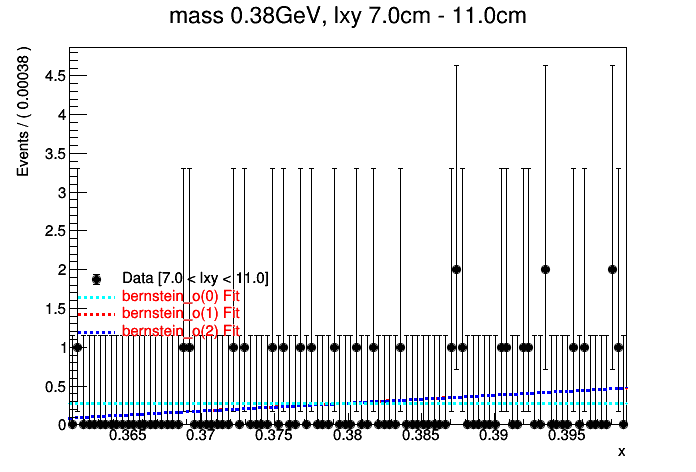 mass 0.38GeV, lxy 7.0cm - 11.0cm
Events / ( 0.00038 )
4.5
4
3.5
3
2.5
2
1.5
1
0.5
0
Data [7.0 < lxy < 11.0]
bernstein_o(0) Fit
bernstein_o(1) Fit
bernstein_o(2) Fit
0.365 0.37 0.375 0.38 0.385 0.39 0.395
x